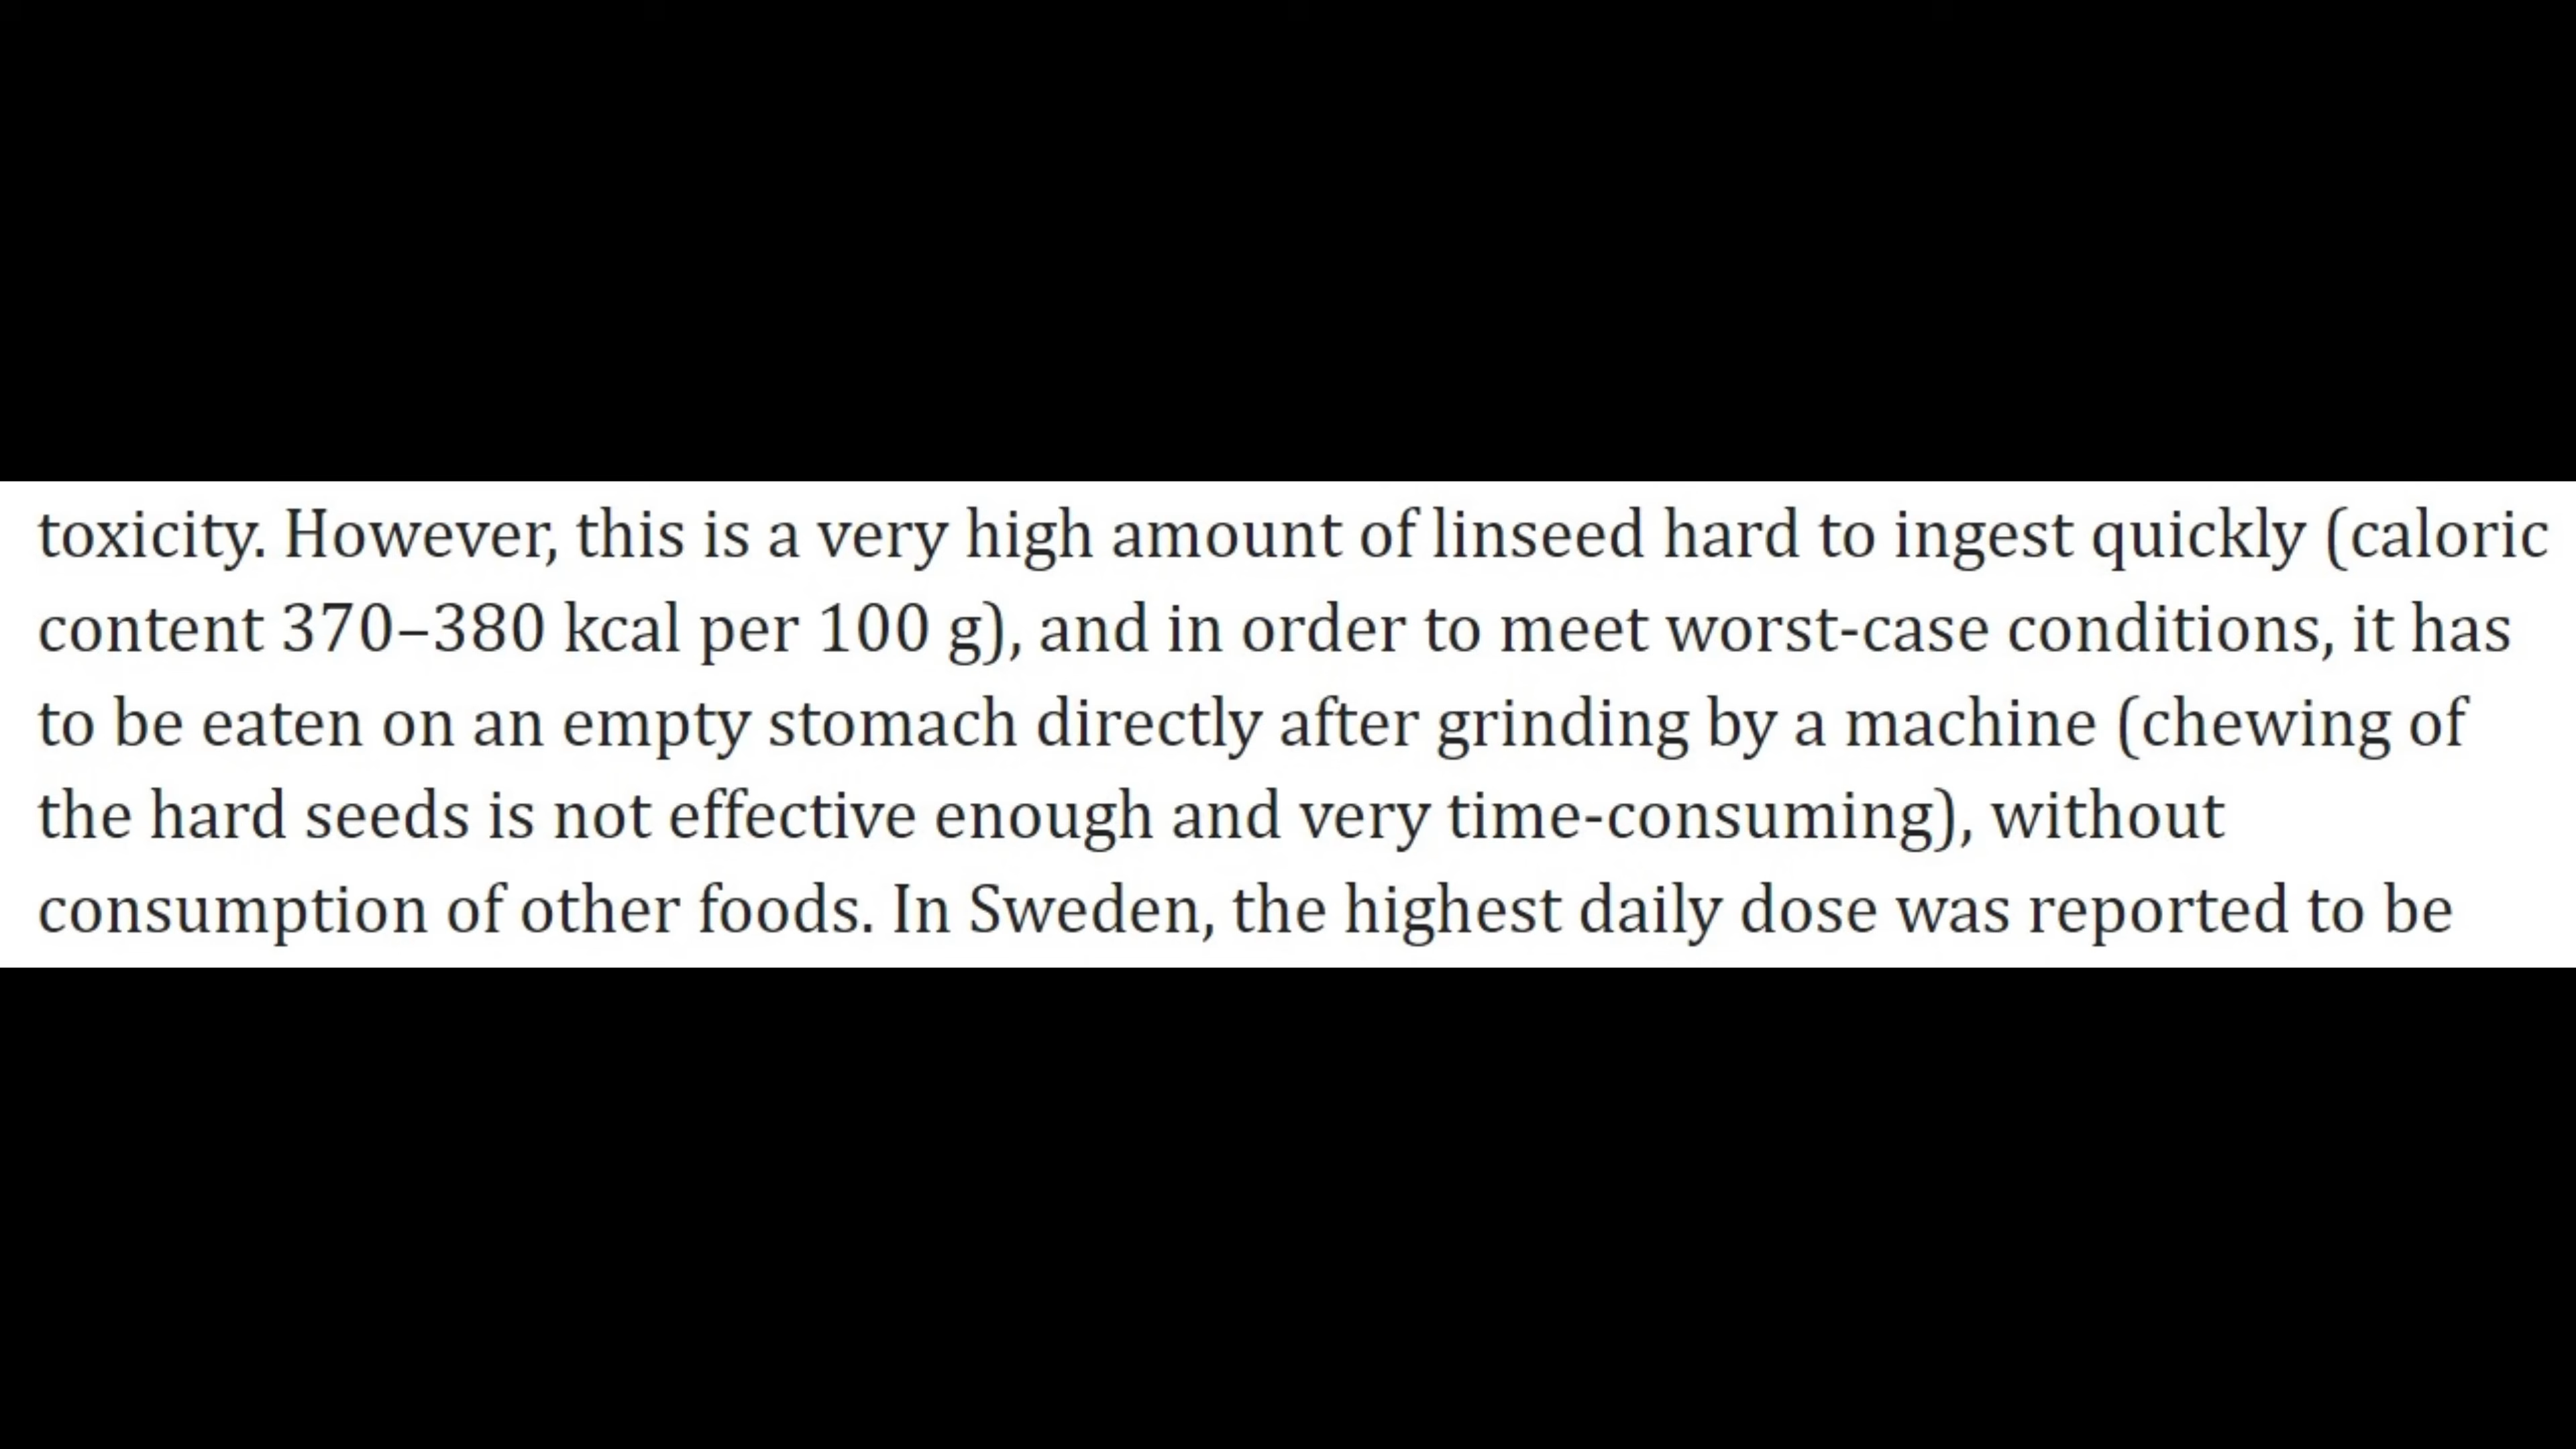 toxicity. However, this is a very high amount of linseed hard to ingest quickly (caloric
content 370–380 kcal per 100 g), and in order to meet worst-case conditions, it has
to be eaten on an empty stomach directly after grinding by a machine (chewing of
the hard seeds is not effective enough and very time-consuming), without
consumption of other foods. In Sweden, the highest daily dose was reported to be